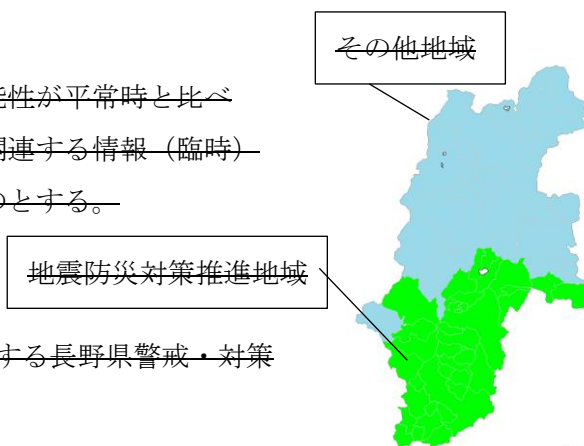 その他地域
能性が平常時と比べ
関連する情報（臨時）
のとする。
地震防災対策推進地域
する長野県警戒・対策